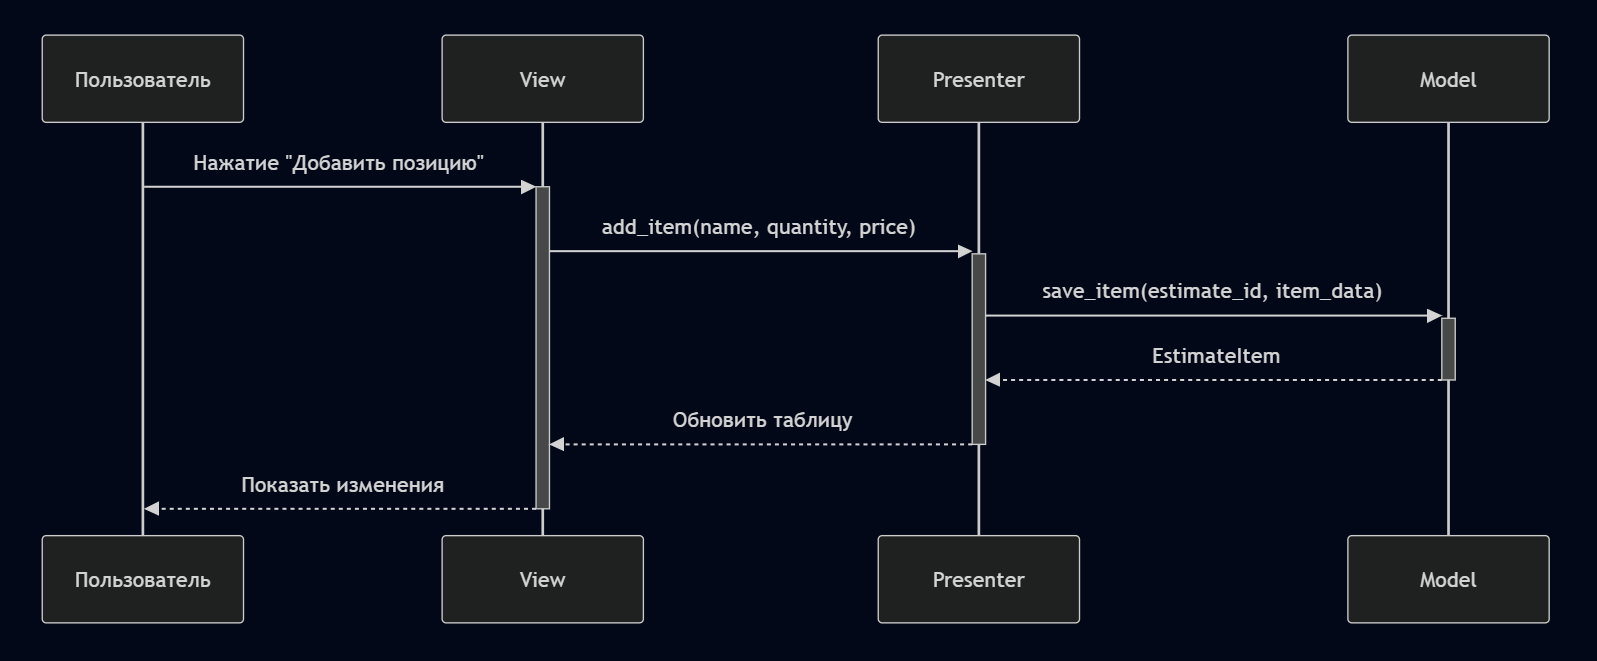 Пользователь
View
Presenter
Model
Нажатие "Добавить позицию"
add_item(name, quantity, price)
save_item(estimate_id, item_data)
EstimateItem
Обновить таблицу
Показать изменения
Пользователь
View
Presenter
Model